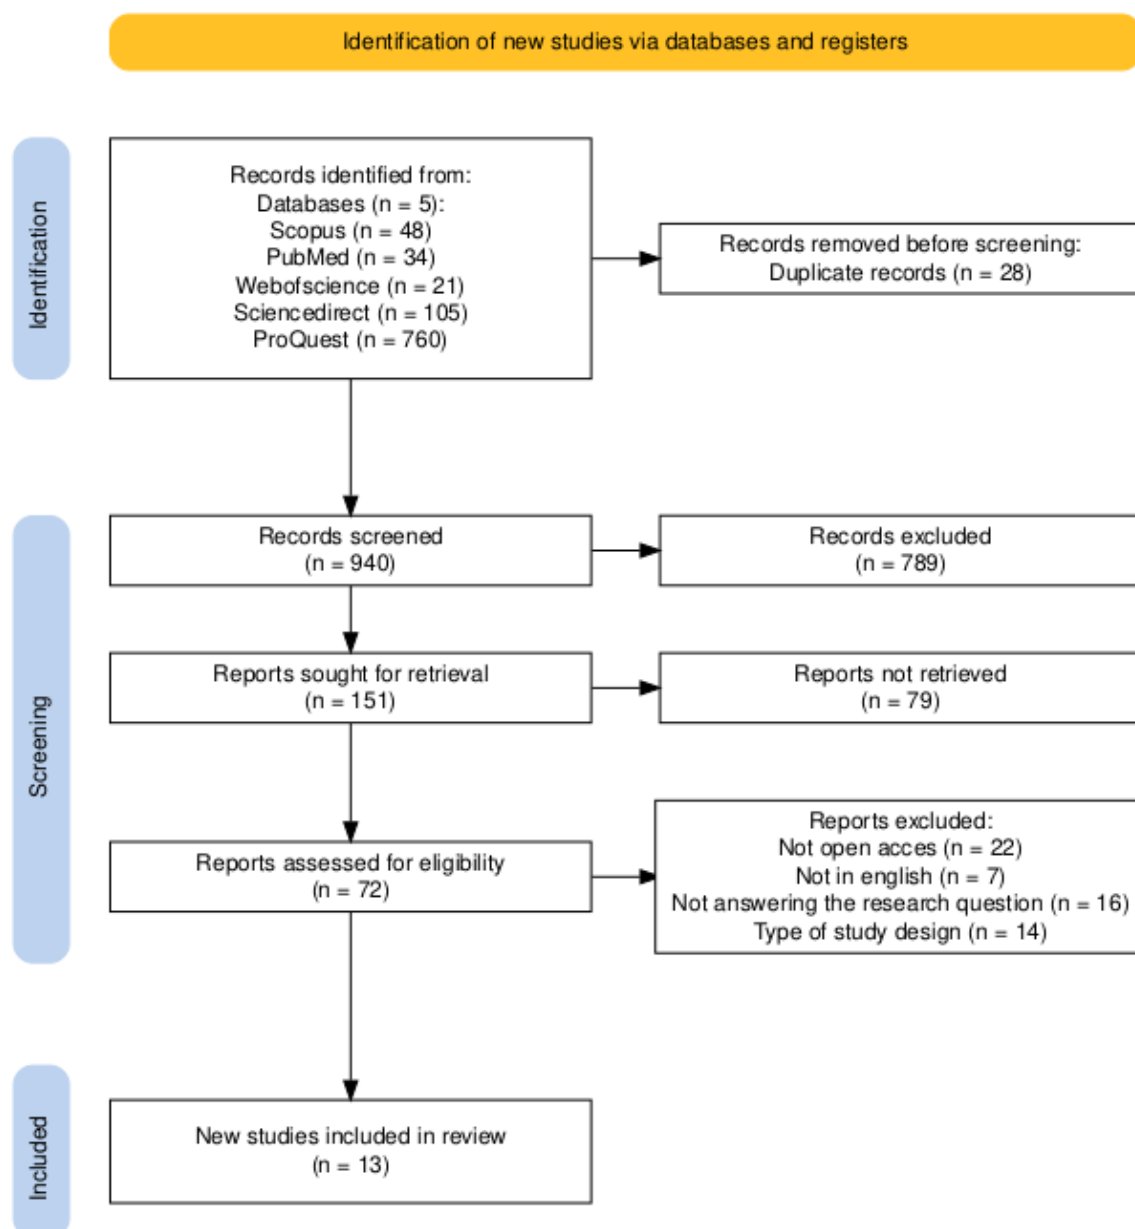 Identification of new studies via databases and registers
Identification
Records identified from:
Databases (n = 5):
Scopus (n = 48)
PubMed (n = 34)
Webofscience (n = 21)
Sciencedirect (n = 105)
ProQuest (n = 760)
Records removed before screening:
Duplicate records (n = 28)
Screening
Records screened
(n = 940)
Records excluded
(n = 789)
Reports sought for retrieval
(n = 151)
Reports not retrieved
(n = 79)
Reports assessed for eligibility
(n = 72)
Reports excluded:
Not open acces (n = 22)
Not in english (n = 7)
Not answering the research question (n = 16)
Type of study design (n = 14)
Included
New studies included in review
(n = 13)